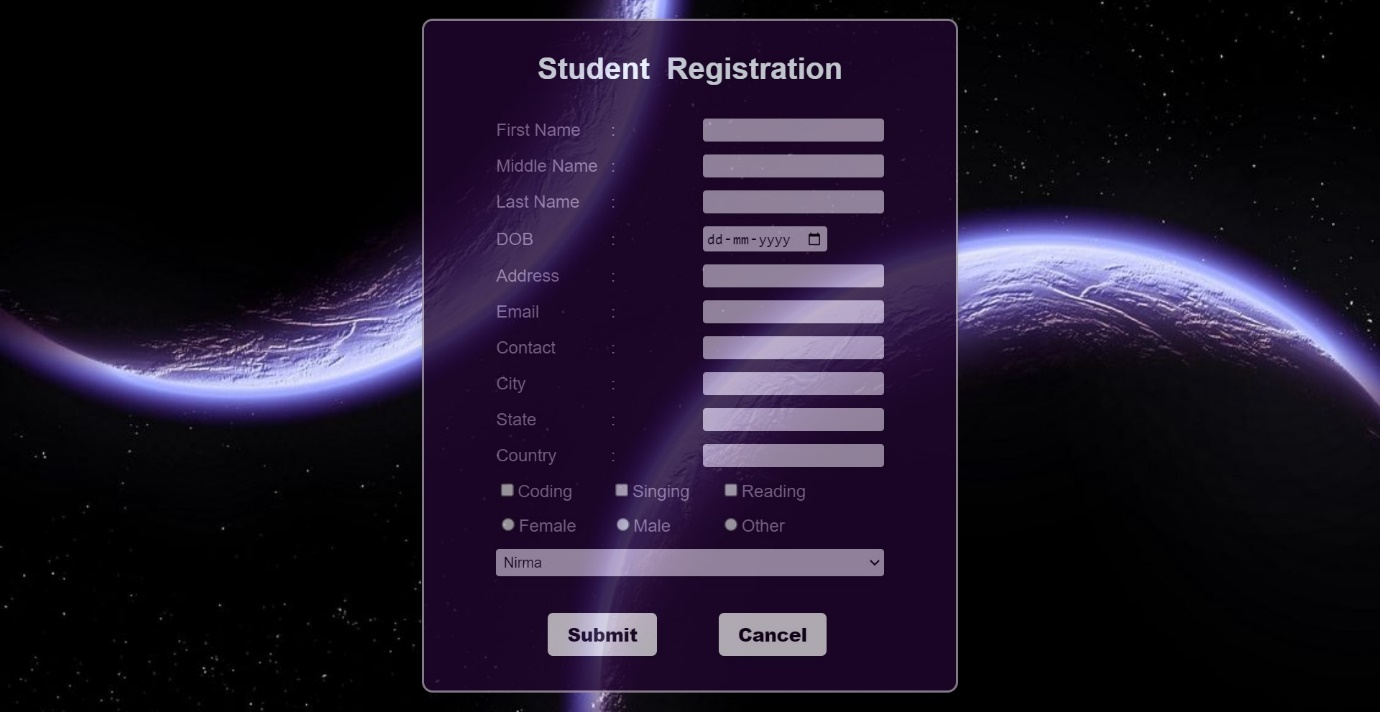 Student Registration
First Name :
Middle Name :
Last Name :
DOB : dd-mm-yyyy
Address :
Email :
Contact :
City :
State :
Country :
Coding Singing Reading
Female Male Other
Nirma
Submit Cancel